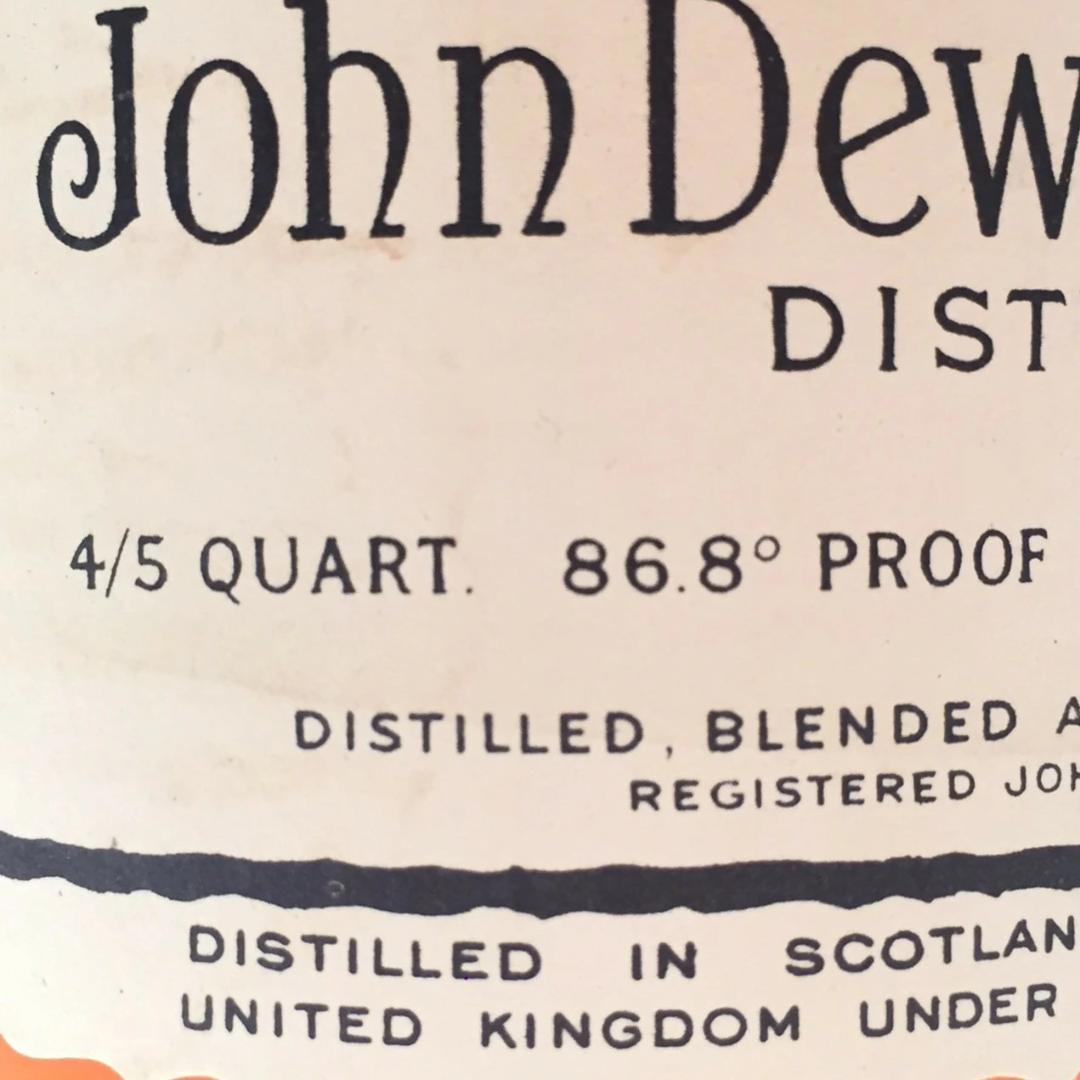 John Dew
DIST
4/5 QUART. 86.8° PROOF
DISTILLED, BLENDED A
REGISTERED JOH
DISTILLED IN SCOTLAN
UNITED KINGDOM UNDER